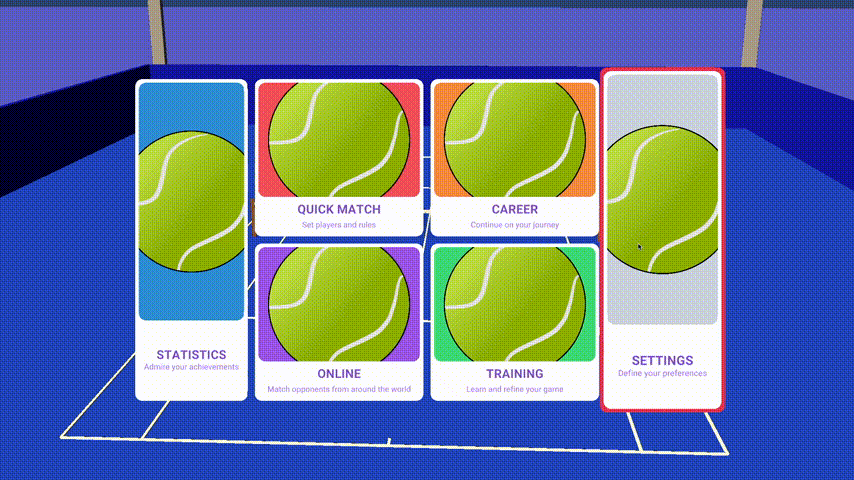 STATISTICS
Admire your achievements
QUICK MATCH
Set players and rules
CAREER
Continue on your journey
ONLINE
Match opponents from around the world
TRAINING
Learn and refine your game
SETTINGS
Define your preferences